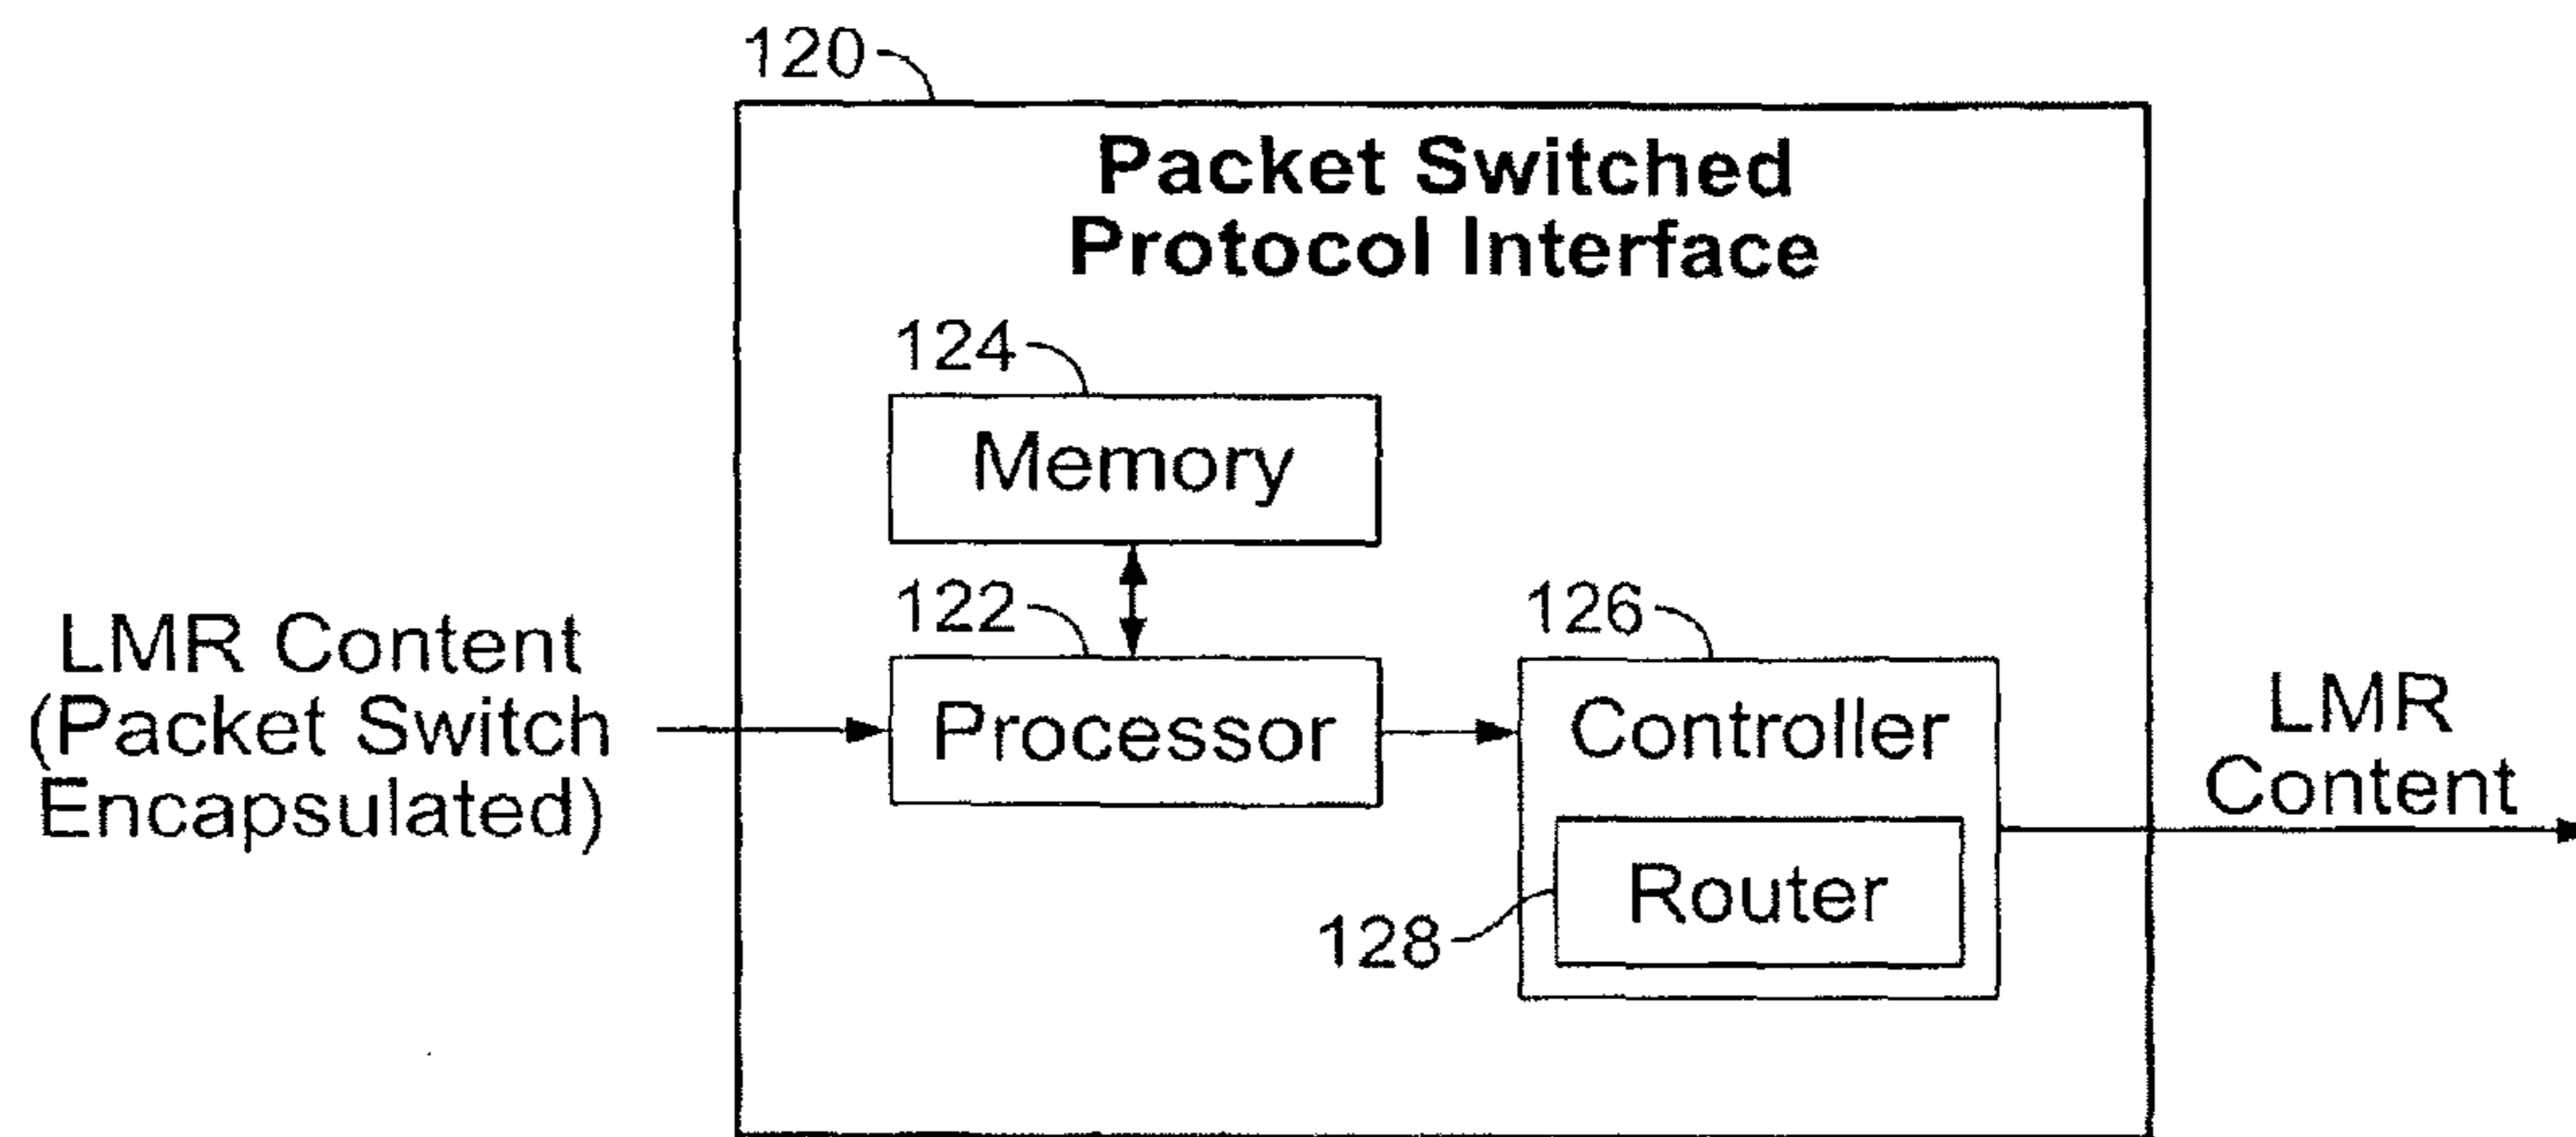 120
Packet Switched
Protocol Interface
124
Memory
122
Processor
126
Controller
128
Router
LMR Content
(Packet Switch
Encapsulated)
LMR
Content